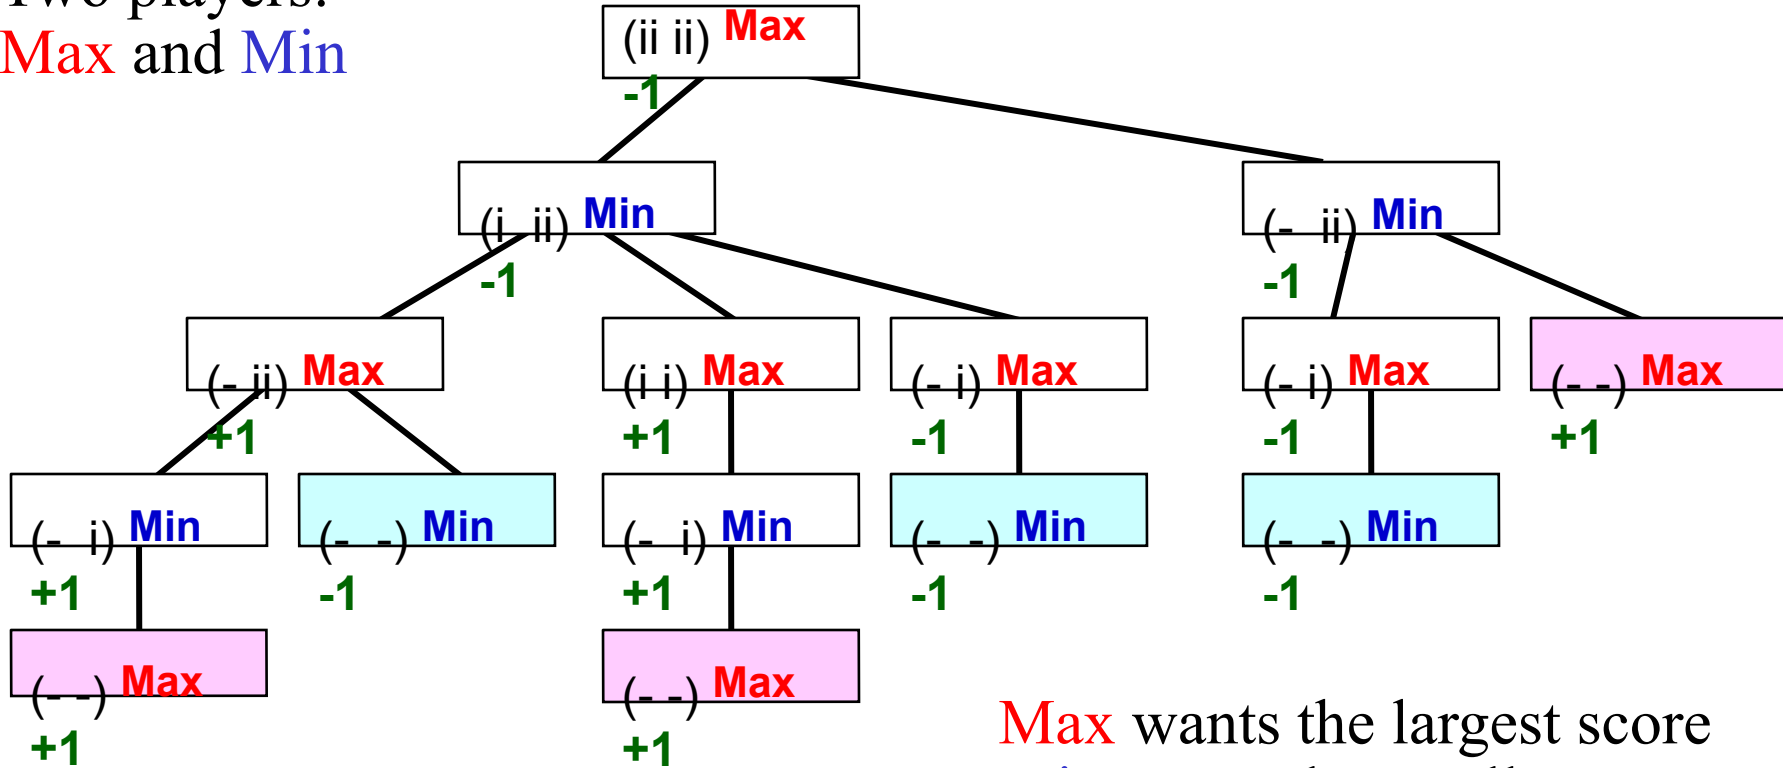 Two players:
Max and Min
(ii ii) Max
-1
(i ii) Min
-1
(- ii) Min
-1
(- ii) Max
+1
(i i) Max
+1
(- i) Max
-1
(- i) Max
-1
(- -) Max
+1
(- i) Min
+1
(- -) Min
-1
(- i) Min
+1
(- -) Min
-1
(- -) Min
-1
(- -) Max
+1
(- -) Max
+1
Max wants the largest score